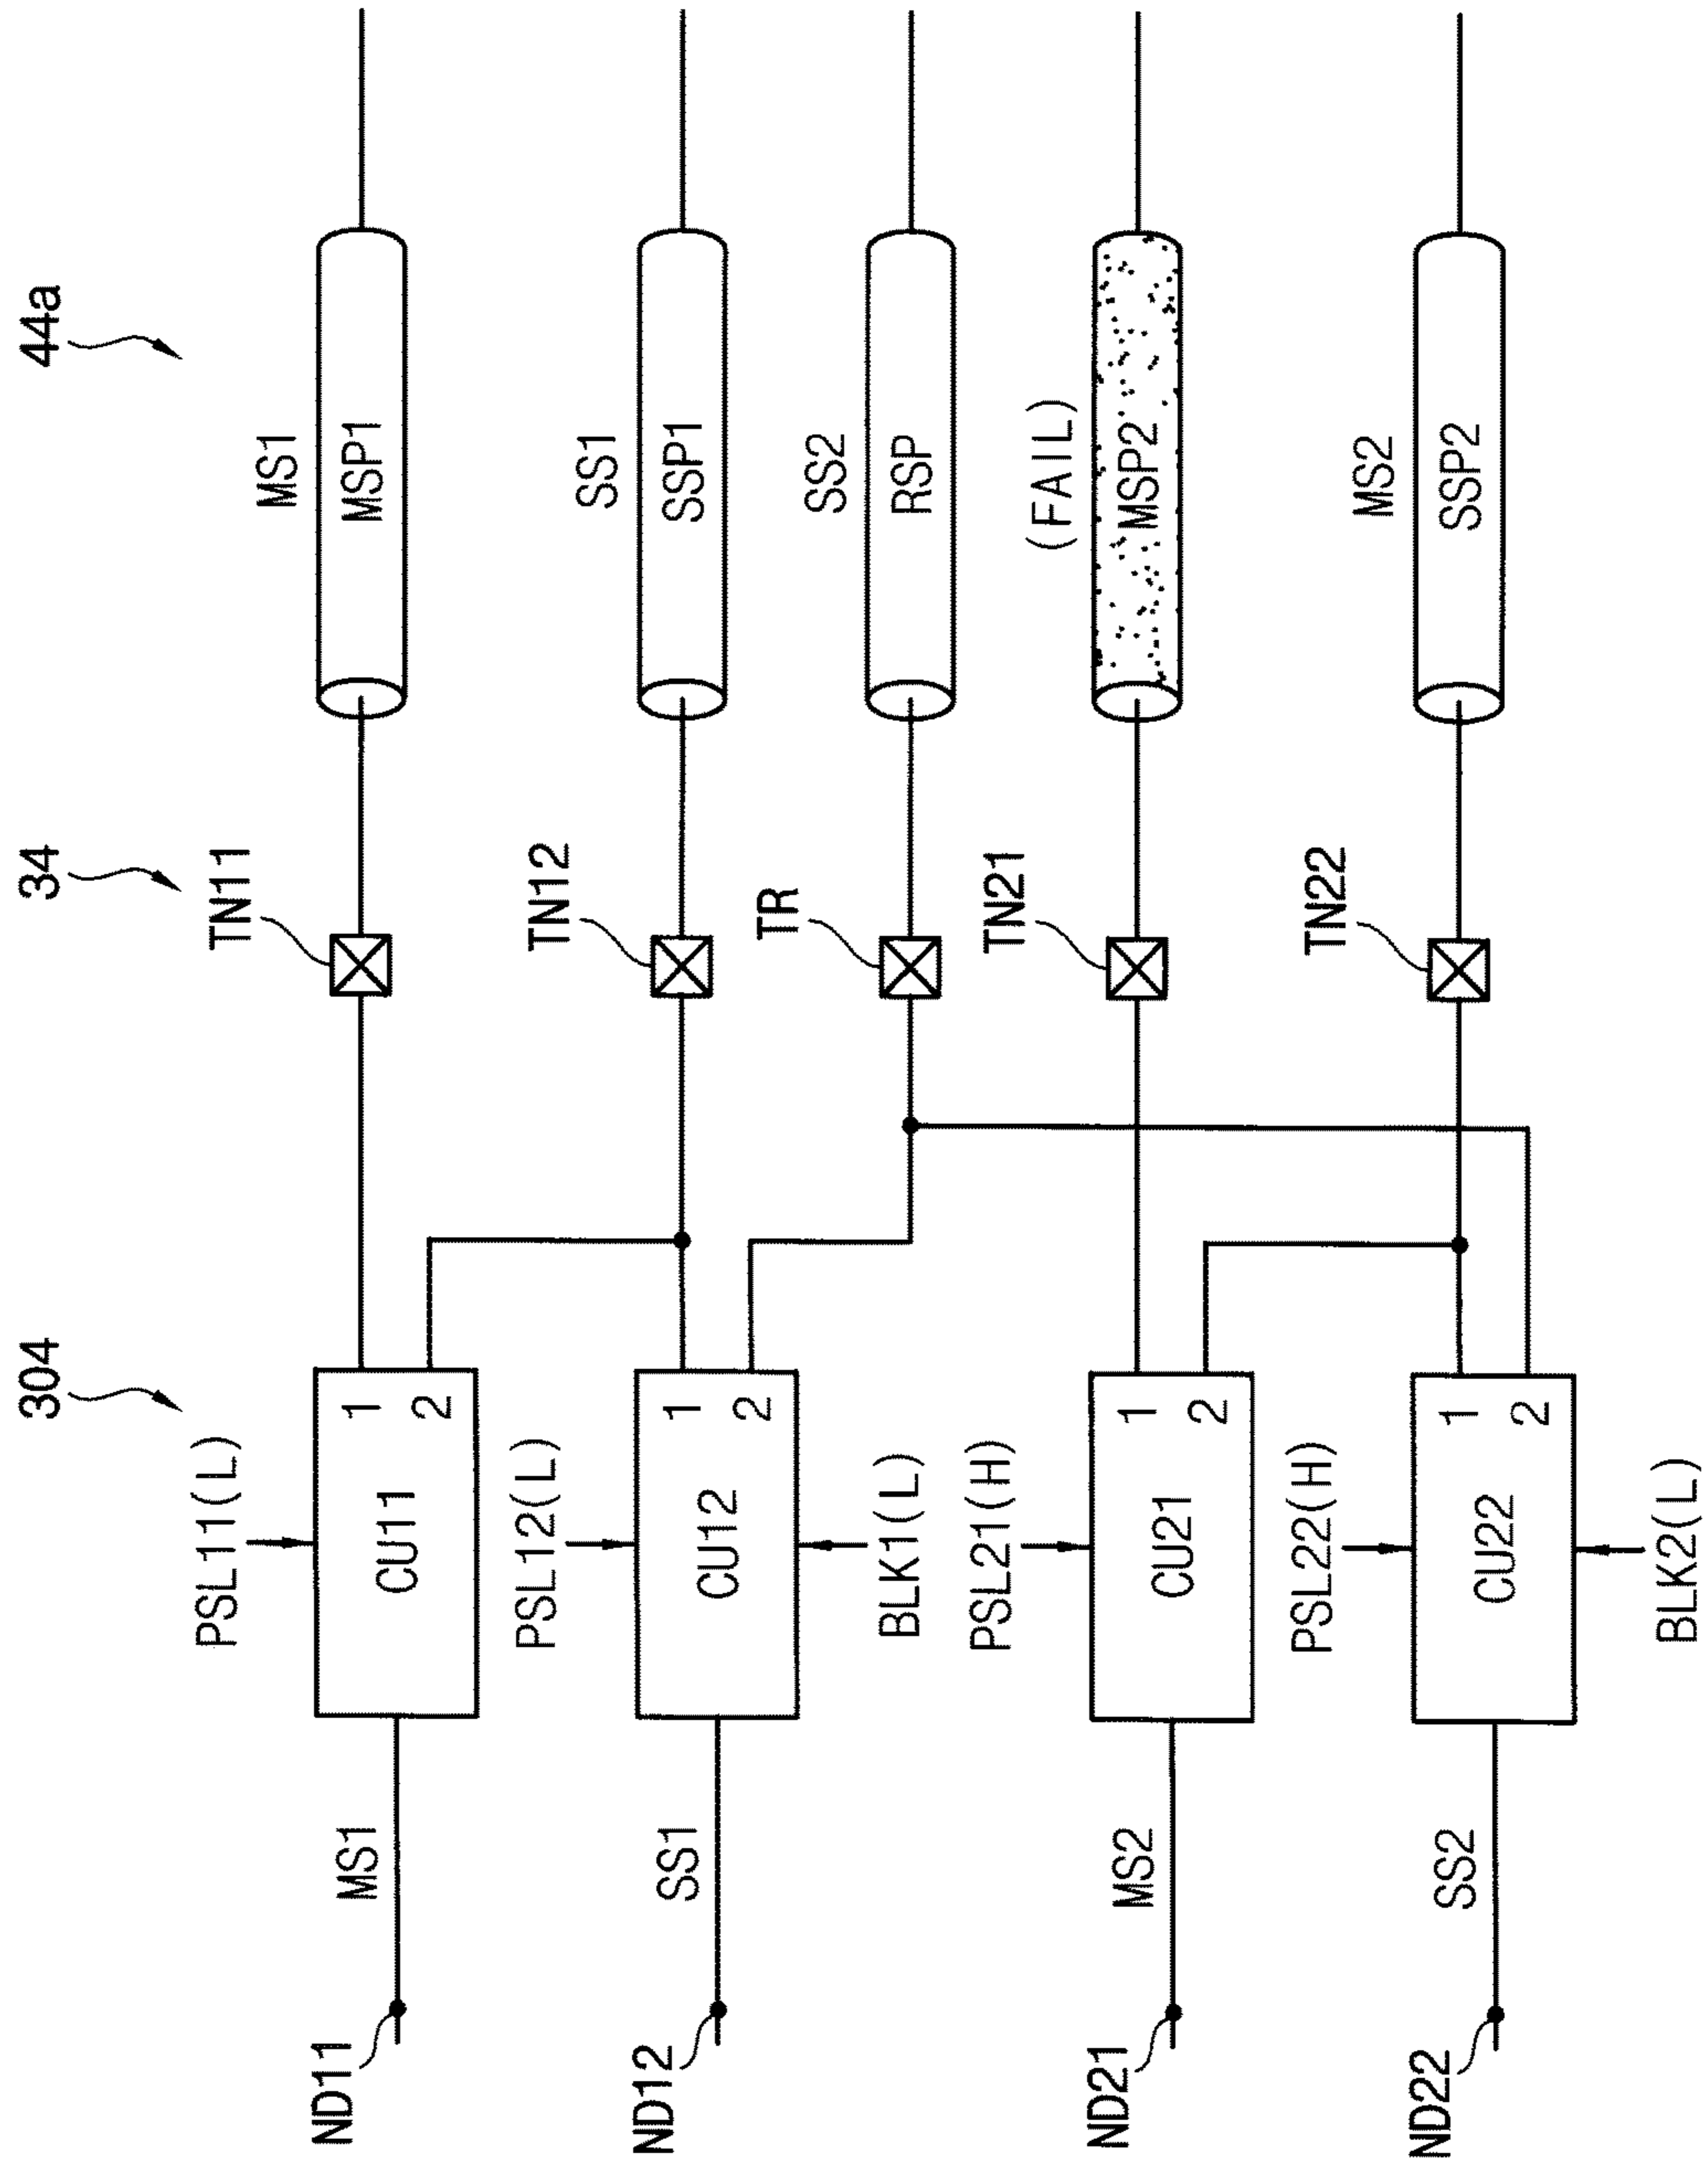 44a
34
304
MS1
MSP1
SS1
SSP1
SS2
RSP
(FAIL)
MSP2
MS2
SSP2
TN11
TN12
TR
TN21
TN22
PSL11(L)
CU11
1
2
PSL12(L)
CU12
1
2
BLK1(L)
PSL21(H)
CU21
1
2
PSL22(H)
CU22
1
2
BLK2(L)
MS1
SS1
MS2
SS2
ND11
ND12
ND21
ND22